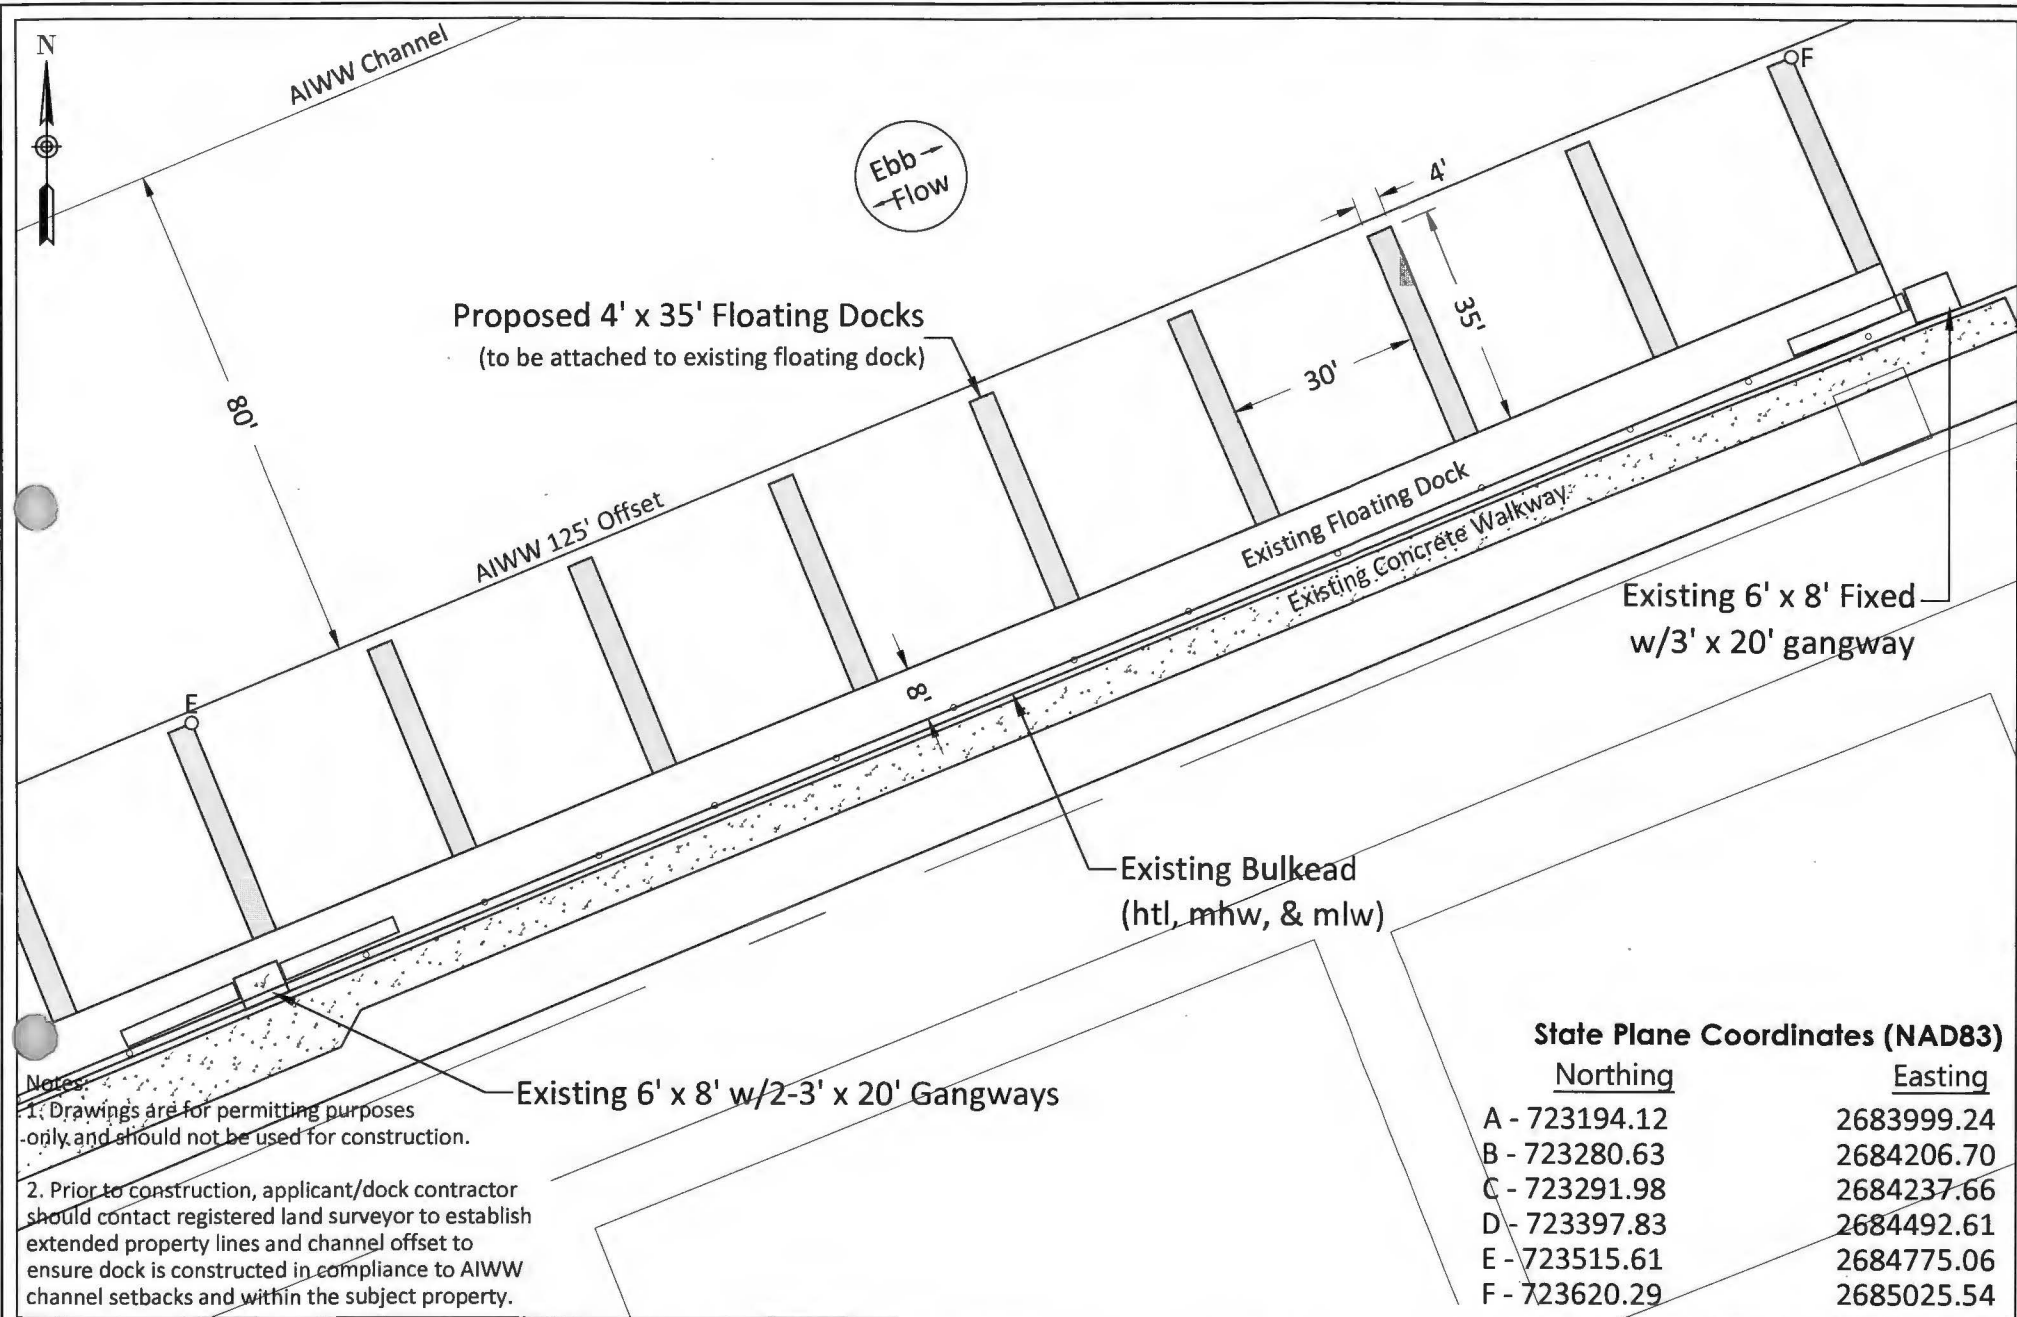 N
AIWW Channel
F
Ebb
Flow
4'
Proposed 4' x 35' Floating Docks
(to be attached to existing floating dock)
35'
30'
80'
AIWW 125' Offset
Existing Floating Dock
Existing Concrete Walkway
Existing 6' x 8' Fixed
w/3' x 20' gangway
E
8'
Existing Bulkead
(htl, mhw, & mlw)
Existing 6' x 8' w/2-3' x 20' Gangways
Notes:
1. Drawings are for permitting purposes
only and should not be used for construction.
2. Prior to construction, applicant/dock contractor
should contact registered land surveyor to establish
extended property lines and channel offset to
ensure dock is constructed in compliance to AIWW
channel setbacks and within the subject property.
State Plane Coordinates (NAD83)
Northing Easting
A - 723194.12 2683999.24
B - 723280.63 2684206.70
C - 723291.98 2684237.66
D - 723397.83 2684492.61
E - 723515.61 2684775.06
F - 723620.29 2685025.54